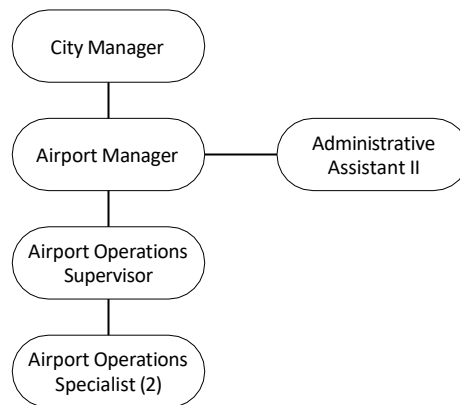 City Manager
Airport Manager
Administrative
Assistant II
Airport Operations
Supervisor
Airport Operations
Specialist (2)